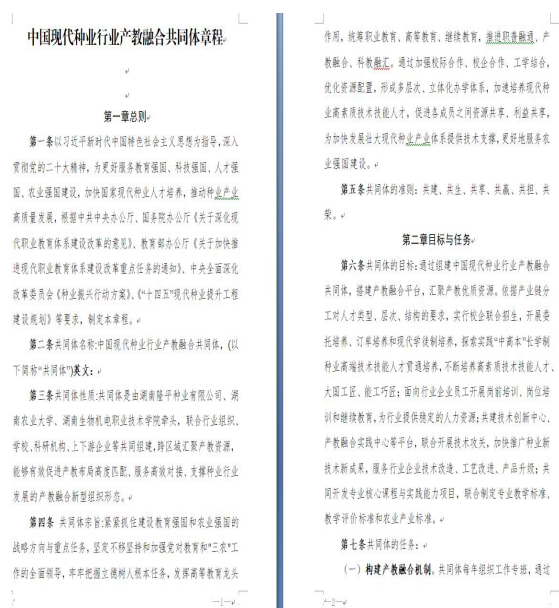 中国现代种业行业产教融合共同体章程
第一章总则
第一条以习近平新时代中国特色社会主义思想为指导,深入
贯彻党的二十大精神,为更好服务教育强国、科技强国、人才强
国、农业强国建设,加快国家现代种业人才培养,推动种业产业
高质量发展,根据中共中央办公厅、国务院办公厅《关于深化现
代职业教育体系建设改革的意见》、教育部办公厅《关于加快推
进现代职业教育体系建设改革重点任务的通知》、中央全面深化
改革委员会《种业振兴行动方案》、《“十四五”现代种业提升工程
建设规划》等要求,制定本章程。
第二条共同体名称:中国现代种业行业产教融合共同体,(以
下简称“共同体”)英文:
第三条共同体性质:共同体是由湖南隆平种业有限公司、湖
南农业大学、湖南生物机电职业技术学院牵头,联合行业组织、
学校、科研机构、上下游企业等共同组建,跨区域汇聚产教资源,
能够有效促进产教布局高度匹配、服务高效对接、支撑种业行业
发展的产教融合新型组织形态。
第四条 共同体宗旨:紧紧抓住建设教育强国和农业强国的
战略方向与重点任务,坚定不移坚持和加强党对教育和"三农"工
作的全面领导,牢牢把握立德树人根本任务,发挥高等教育龙头
—1—
作用,统筹职业教育、高等教育、继续教育,推进职普融通、产
教融合、科教融汇。通过加强校际合作、校企合作、工学结合,
优化资源配置,形成多层次、立体化办学体系,加速培养现代种
业高素质技术技能人才,促进各成员之间资源共享、利益共享,
为加快发展壮大现代种业产业体系提供技术支撑,更好地服务农
业强国建设。
第五条共同体的准则:共建、共生、共享、共赢、共担、共
荣。
第二章目标与任务
第六条共同体的目标:通过组建中国现代种业行业产教融合
共同体,搭建产教融合平台,汇聚产教优质资源。依据产业链分
工对人才类型、层次、结构的要求,实行校企联合招生,开展委
托培养、订单培养和现代学徒制培养,探索实践“中高本”长学制
种业高端技术技能人才贯通培养,不断培养高素质技术技能人才、
大国工匠、能工巧匠;面向行业企业员工开展岗前培训、岗位培
训和继续教育,为行业提供稳定的人力资源;共建技术创新中心、
产教融合实践中心等平台,联合开展技术攻关,加快推广种业新
技术新成果,服务行业企业技术改造、工艺改进、产品升级;共
同开发专业核心课程与实践能力项目,联合制定专业教学标准、
教学评价标准和农业产业标准。
第七条共同体的任务:
(一)构建产教融合机制。共同体每年组织工作专班,通过
—2—